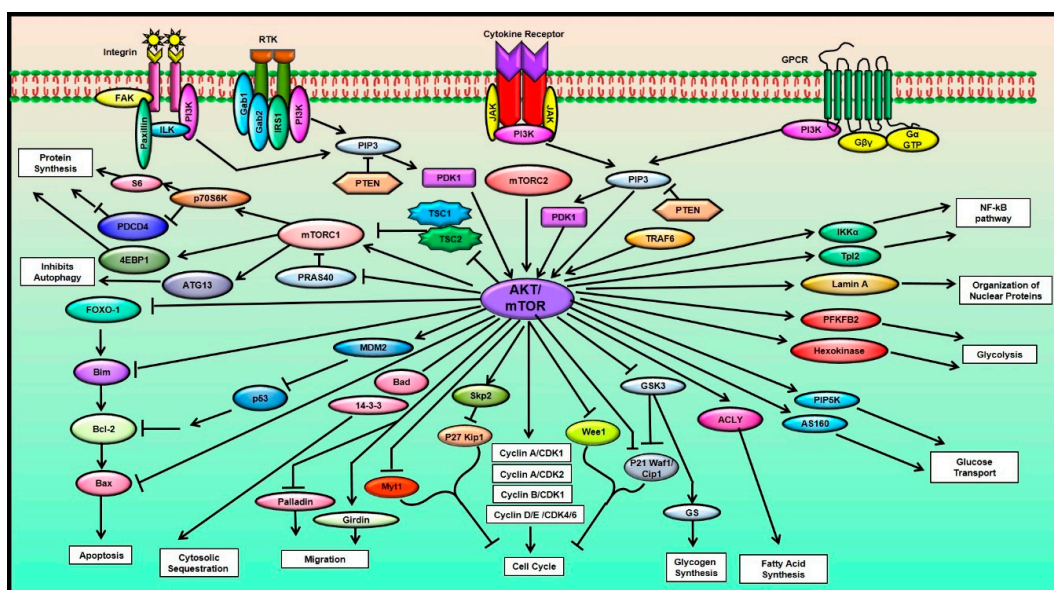 Integrin
RTK
Cytokine Receptor
GPCR
FAK
Paxillin
ILK
PI3K
Gab1
Gab2
IRS1
PI3K
JAK
JAK
PI3K
PI3K
Gβγ
Gα
GTP
PIP3
PTEN
PDK1
mTORC2
PIP3
PDK1
PTEN
TRAF6
Protein
Synthesis
S6
p70S6K
PDCD4
4EBP1
mTORC1
TSC1
TSC2
PRAS40
Inhibits
Autophagy
ATG13
AKT/
mTOR
IKKα
Tpl2
NF-kB
pathway
Lamin A
Organization of
Nuclear Proteins
PFKFB2
Hexokinase
Glycolysis
FOXO-1
Bim
Bcl-2
Bax
Apoptosis
MDM2
p53
Bad
14-3-3
Cytosolic
Sequestration
Palladin
Girdin
Migration
Myt1
Skp2
P27 Kip1
Cyclin A/CDK1
Cyclin A/CDK2
Cyclin B/CDK1
Cyclin D/E /CDK4/6
Cell Cycle
Wee1
GSK3
P21 Waf1/
Cip1
GS
Glycogen
Synthesis
ACLY
Fatty Acid
Synthesis
PIP5K
AS160
Glucose
Transport